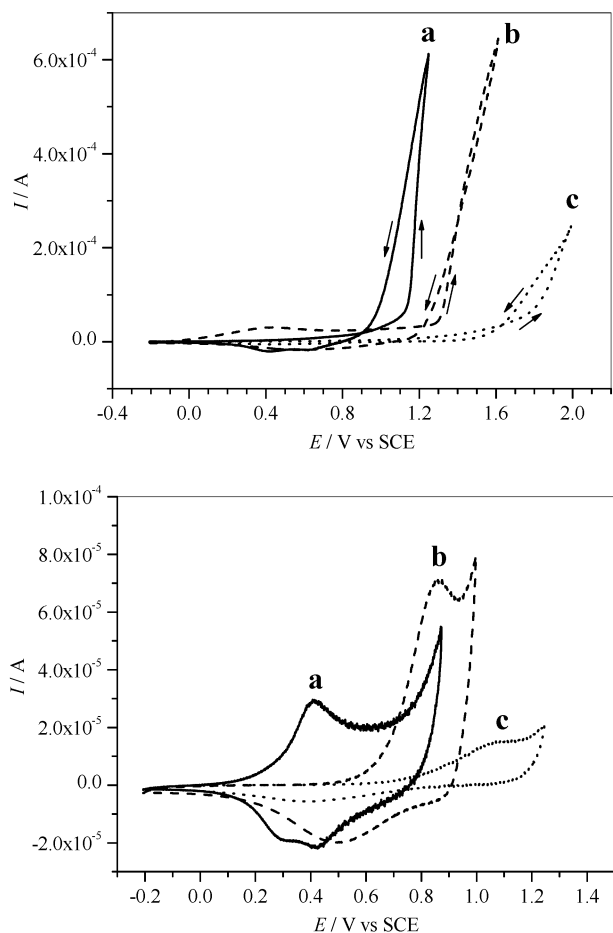 a
b
c
6.0x10-4
4.0x10-4
2.0x10-4
0.0
I / A
-0.4 0.0 0.4 0.8 1.2 1.6 2.0
E / V vs SCE
1.0x10-4
8.0x10-5
6.0x10-5
4.0x10-5
2.0x10-5
0.0
-2.0x10-5
I / A
a
b
c
-0.2 0.0 0.2 0.4 0.6 0.8 1.0 1.2 1.4
E / V vs SCE